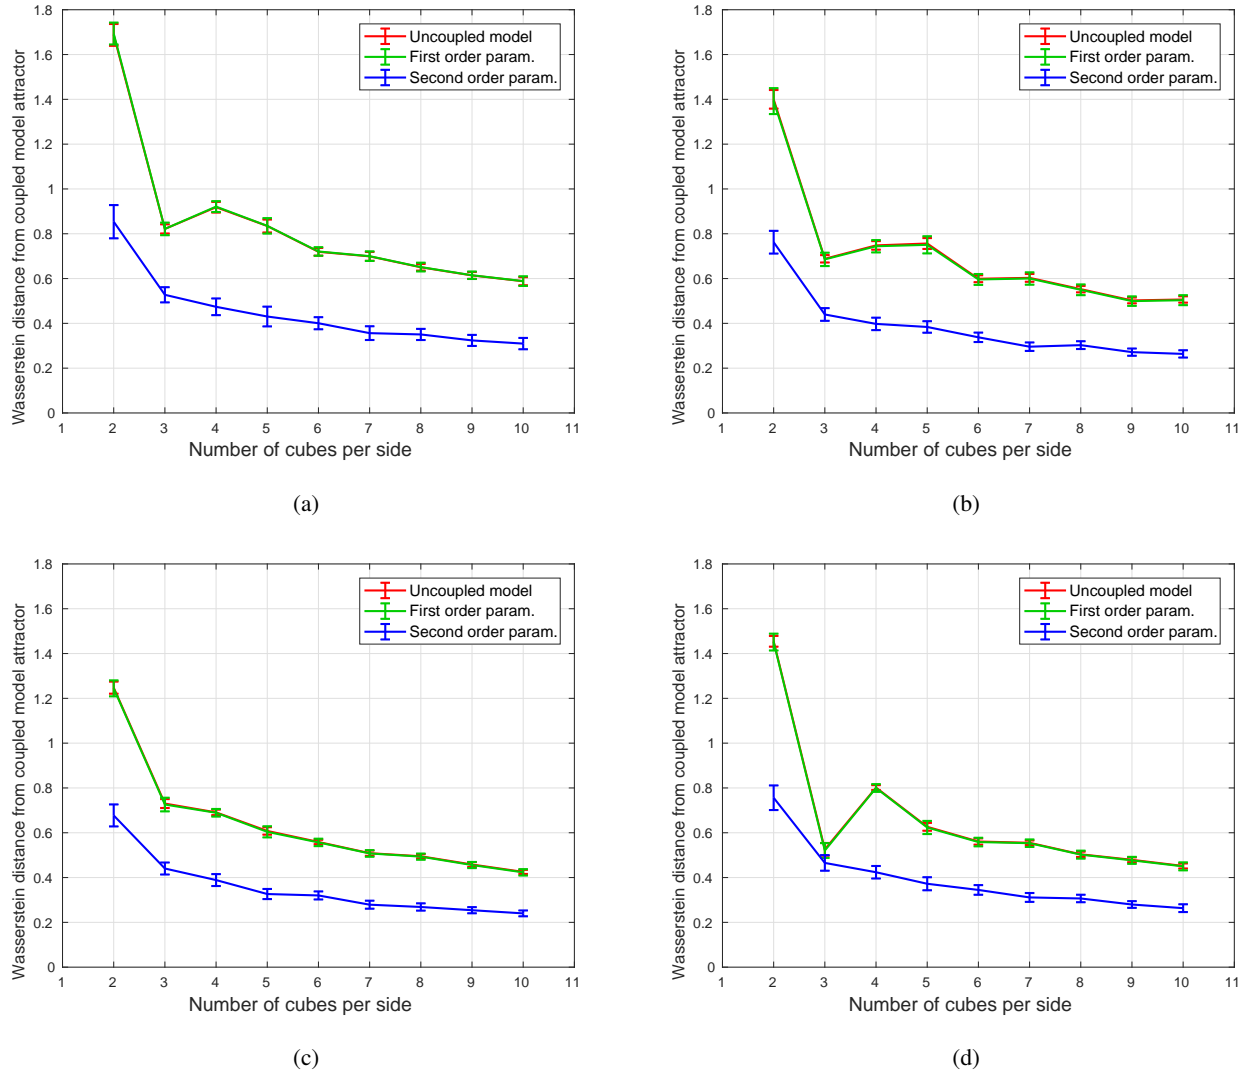 Wasserstein distance from coupled model attractor
1.8
1.6
1.4
1.2
1
0.8
0.6
0.4
0.2
0
Uncoupled model
First order param.
Second order param.
1 2 3 4 5 6 7 8 9 10 11
Number of cubes per side
(a)
Wasserstein distance from coupled model attractor
1.8
1.6
1.4
1.2
1
0.8
0.6
0.4
0.2
0
Uncoupled model
First order param.
Second order param.
1 2 3 4 5 6 7 8 9 10 11
Number of cubes per side
(b)
Wasserstein distance from coupled model attractor
1.8
1.6
1.4
1.2
1
0.8
0.6
0.4
0.2
0
Uncoupled model
First order param.
Second order param.
1 2 3 4 5 6 7 8 9 10 11
Number of cubes per side
(c)
Wasserstein distance from coupled model attractor
1.8
1.6
1.4
1.2
1
0.8
0.6
0.4
0.2
0
Uncoupled model
First order param.
Second order param.
1 2 3 4 5 6 7 8 9 10 11
Number of cubes per side
(d)